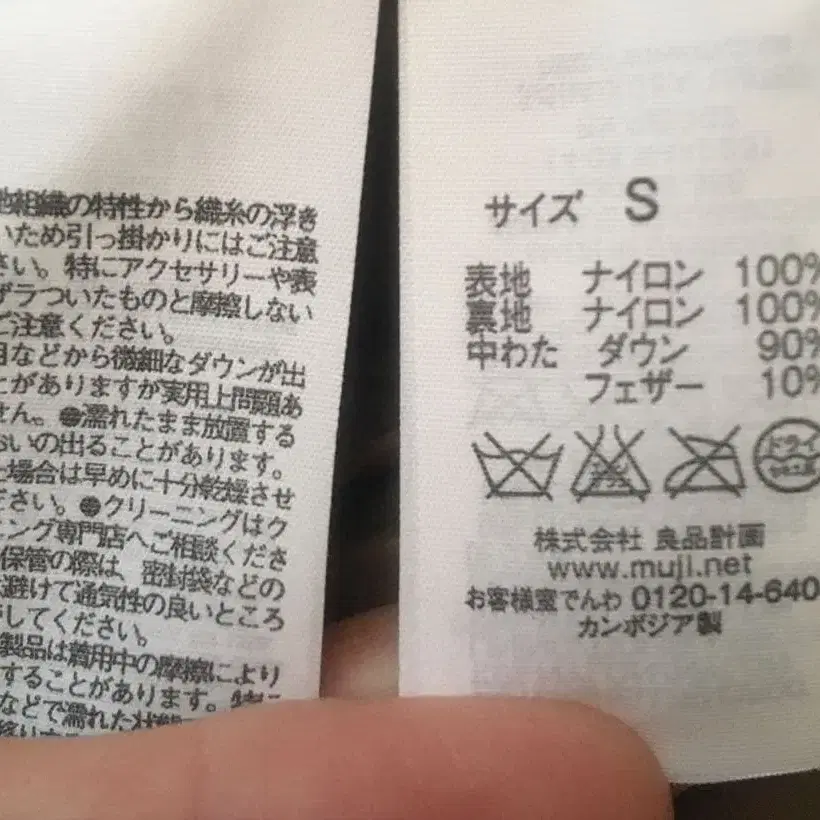 地組織の特性から織糸の浮き
いため引っ掛かりにはご注意
さい。特にアクセサリーや表
ザラついたものと摩擦しない
ご注意ください。
目などから微細なダウンが出
とがありますが実用上問題あ
せん。●濡れたまま放置する
おいの出ることがあります。
た場合は早めに十分乾燥させ
ださい。●クリーニングはク
ニング専門店へご相談くださ
保管の際は、密封袋などの
避けて通気性の良いところ
してください。
製品は着用中の摩擦により
することがあります。特に
などで濡れた状態
サイズ S
表地 ナイロン 100%
裏地 ナイロン 100%
中わた ダウン 90%
フェザー 10%
ドライ
株式会社 良品計画
www.muji.net
お客様室でんわ 0120-14-640
カンボジア製